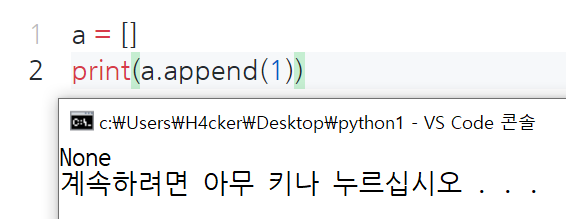 1 a = []
2 print(a.append(1))
c:₩Users₩H4cker₩Desktop₩python1 - VS Code 콘솔
None
계속하려면 아무 키나 누르십시오 . . .